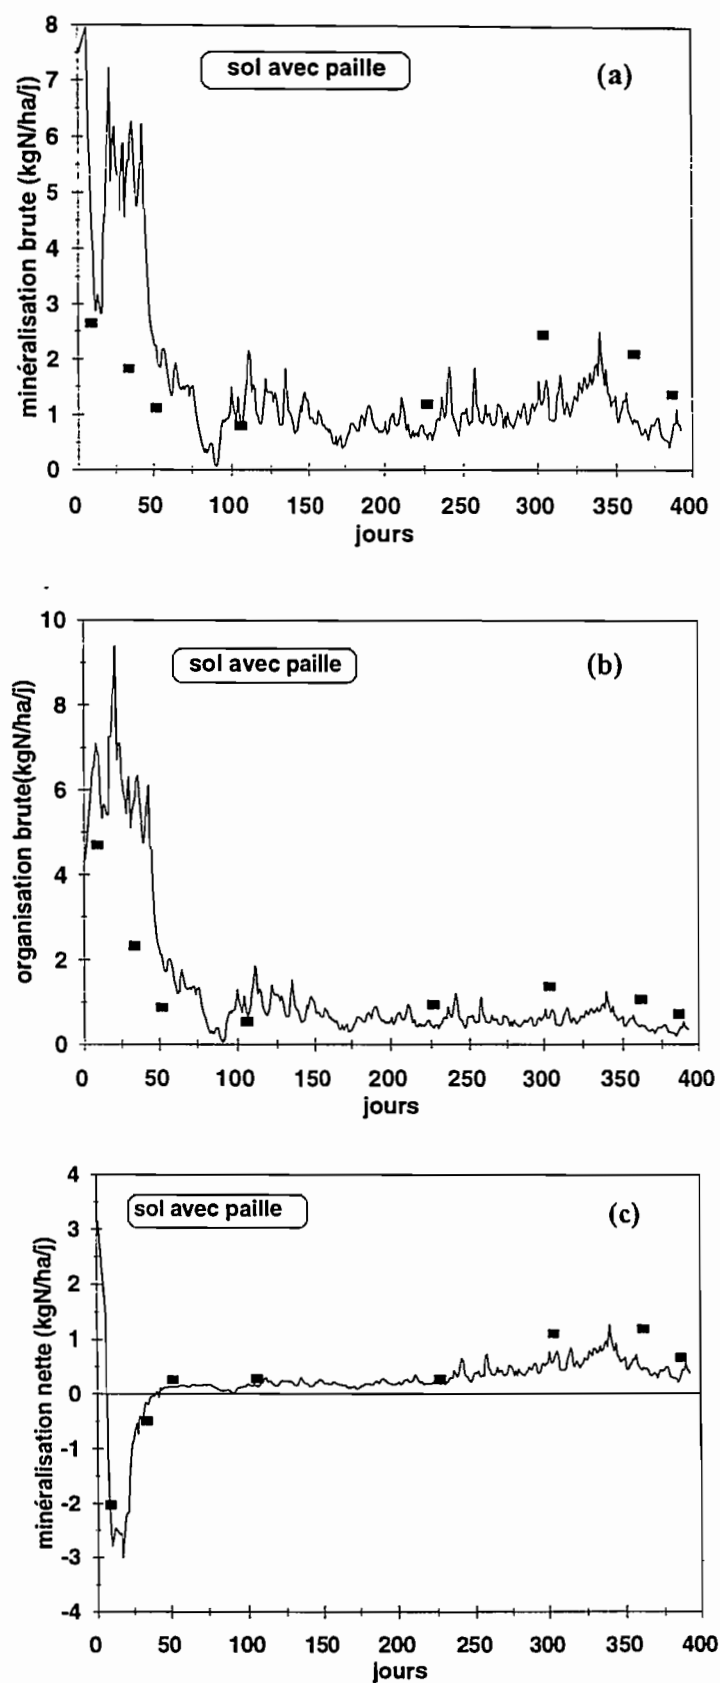 8
sol avec paille
(a)
7
6
5
4
3
2
1
0
minéralisation brute (kgN/ha/j)
0 50 100 150 200 250 300 350 400
jours
10
sol avec paille
(b)
8
6
4
2
0
organisation brute(kgN/ha/j)
0 50 100 150 200 250 300 350 400
jours
4
sol avec paille
(c)
3
2
1
0
-1
-2
-3
-4
minéralisation nette (kgN/ha/j)
0 50 100 150 200 250 300 350 400
jours